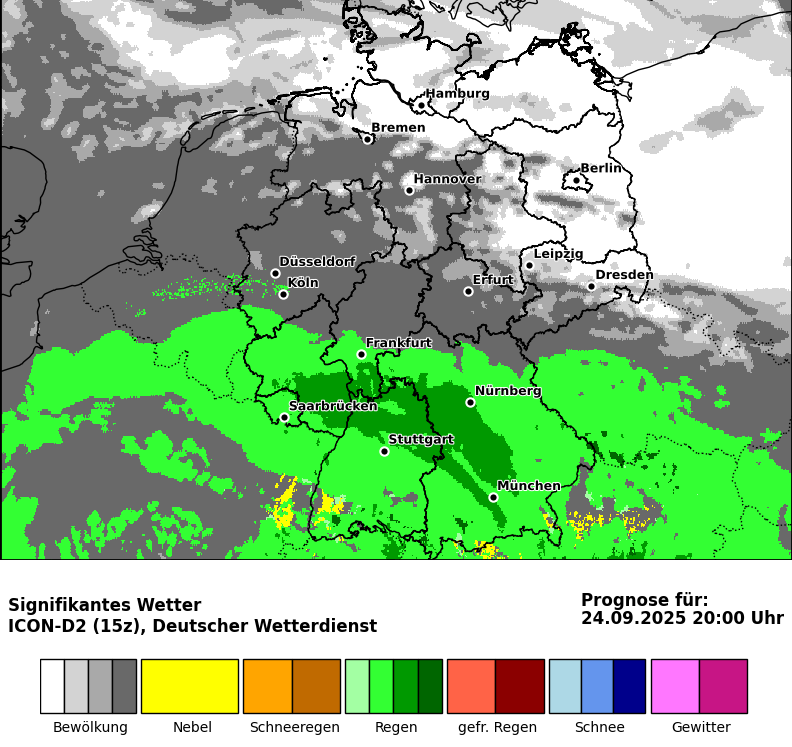 Hamburg
Bremen
Berlin
Hannover
Leipzig
Düsseldorf
Dresden
Köln
Erfurt
Frankfurt
Nürnberg
Saarbrücken
Stuttgart
München
Signifikantes Wetter
ICON-D2 (15z), Deutscher Wetterdienst
Prognose für:
24.09.2025 20:00 Uhr
Bewölkung Nebel Schneeregen Regen gefr. Regen Schnee Gewitter